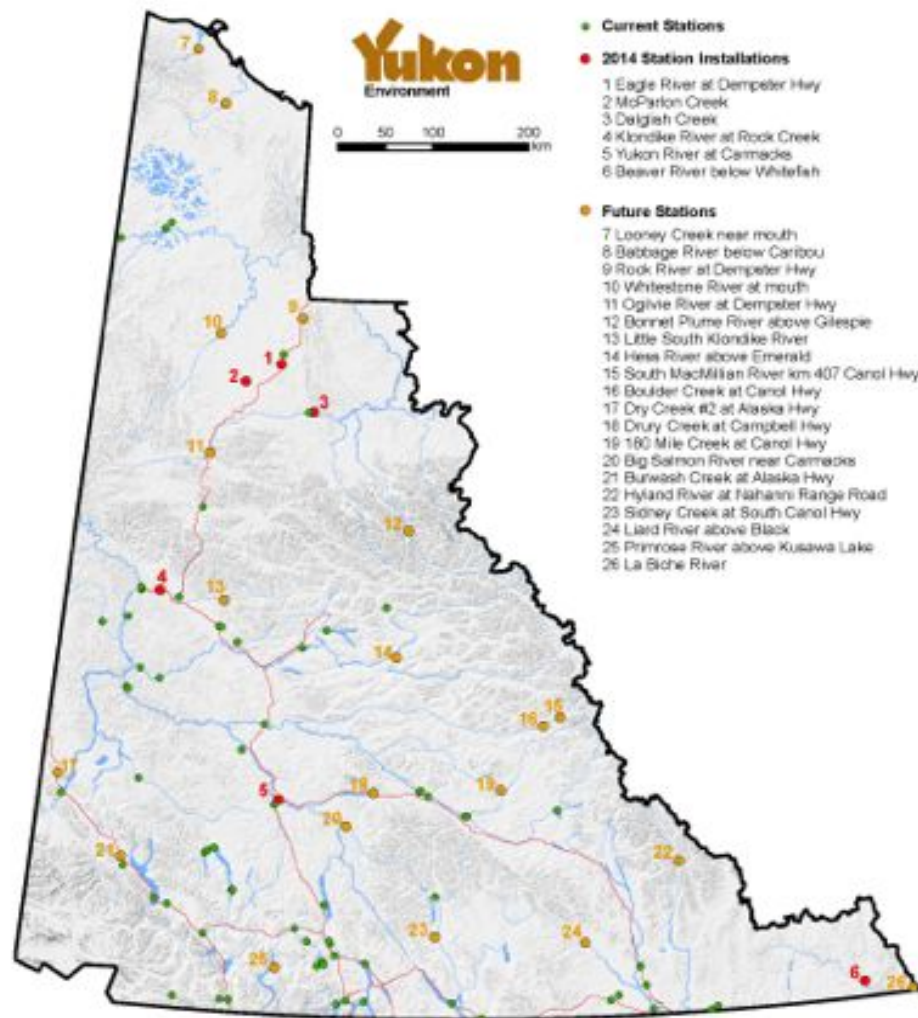 Yukon
Environment
0 50 100 200
km
Current Stations
2014 Station Installations
1 Eagle River at Dempster Hwy
2 McParlon Creek
3 Dalglish Creek
4 Klondike River at Rock Creek
5 Yukon River at Carmacks
6 Beaver River below Whitefish
Future Stations
7 Looney Creek near mouth
8 Babbage River below Caribou
9 Rock River at Dempster Hwy
10 Whitestone River at mouth
11 Ogilvie River at Dempster Hwy
12 Bonnet Plume River above Gillespie
13 Little South Klondike River
14 Hess River above Emerald
15 South MacMillian River km 407 Canol Hwy
16 Boulder Creek at Canol Hwy
17 Dry Creek #2 at Alaska Hwy
18 Drury Creek at Campbell Hwy
19 180 Mile Creek at Canol Hwy
20 Big Salmon River near Carmacks
21 Burwash Creek at Alaska Hwy
22 Hyland River at Nahanni Range Road
23 Sidney Creek at South Canol Hwy
24 Liard River above Black
25 Primrose River above Kusawa Lake
26 La Biche River
7
8
9
10
1
2
3
11
12
4
13
14
15
16
17
18
19
5
20
21
22
23
24
25
6
26